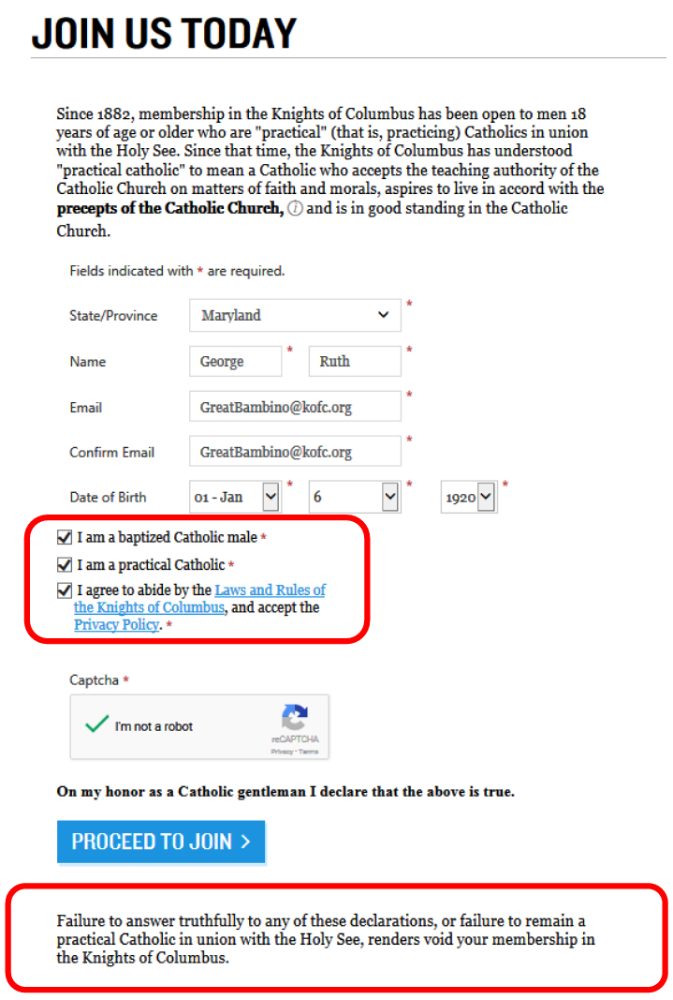 JOIN US TODAY
Since 1882, membership in the Knights of Columbus has been open to men 18
years of age or older who are "practical" (that is, practicing) Catholics in union
with the Holy See. Since that time, the Knights of Columbus has understood
"practical catholic" to mean a Catholic who accepts the teaching authority of the
Catholic Church on matters of faith and morals, aspires to live in accord with the
precepts of the Catholic Church, i and is in good standing in the Catholic
Church.
Fields indicated with * are required.
State/Province Maryland *
Name George * Ruth *
Email GreatBambino@kofc.org *
Confirm Email GreatBambino@kofc.org *
Date of Birth 01 - Jan * 6 * 1920 *
I am a baptized Catholic male *
I am a practical Catholic *
I agree to abide by the Laws and Rules of
the Knights of Columbus, and accept the
Privacy Policy. *
Captcha *
I'm not a robot
reCAPTCHA
Privacy - Terms
On my honor as a Catholic gentleman I declare that the above is true.
PROCEED TO JOIN >
Failure to answer truthfully to any of these declarations, or failure to remain a
practical Catholic in union with the Holy See, renders void your membership in
the Knights of Columbus.